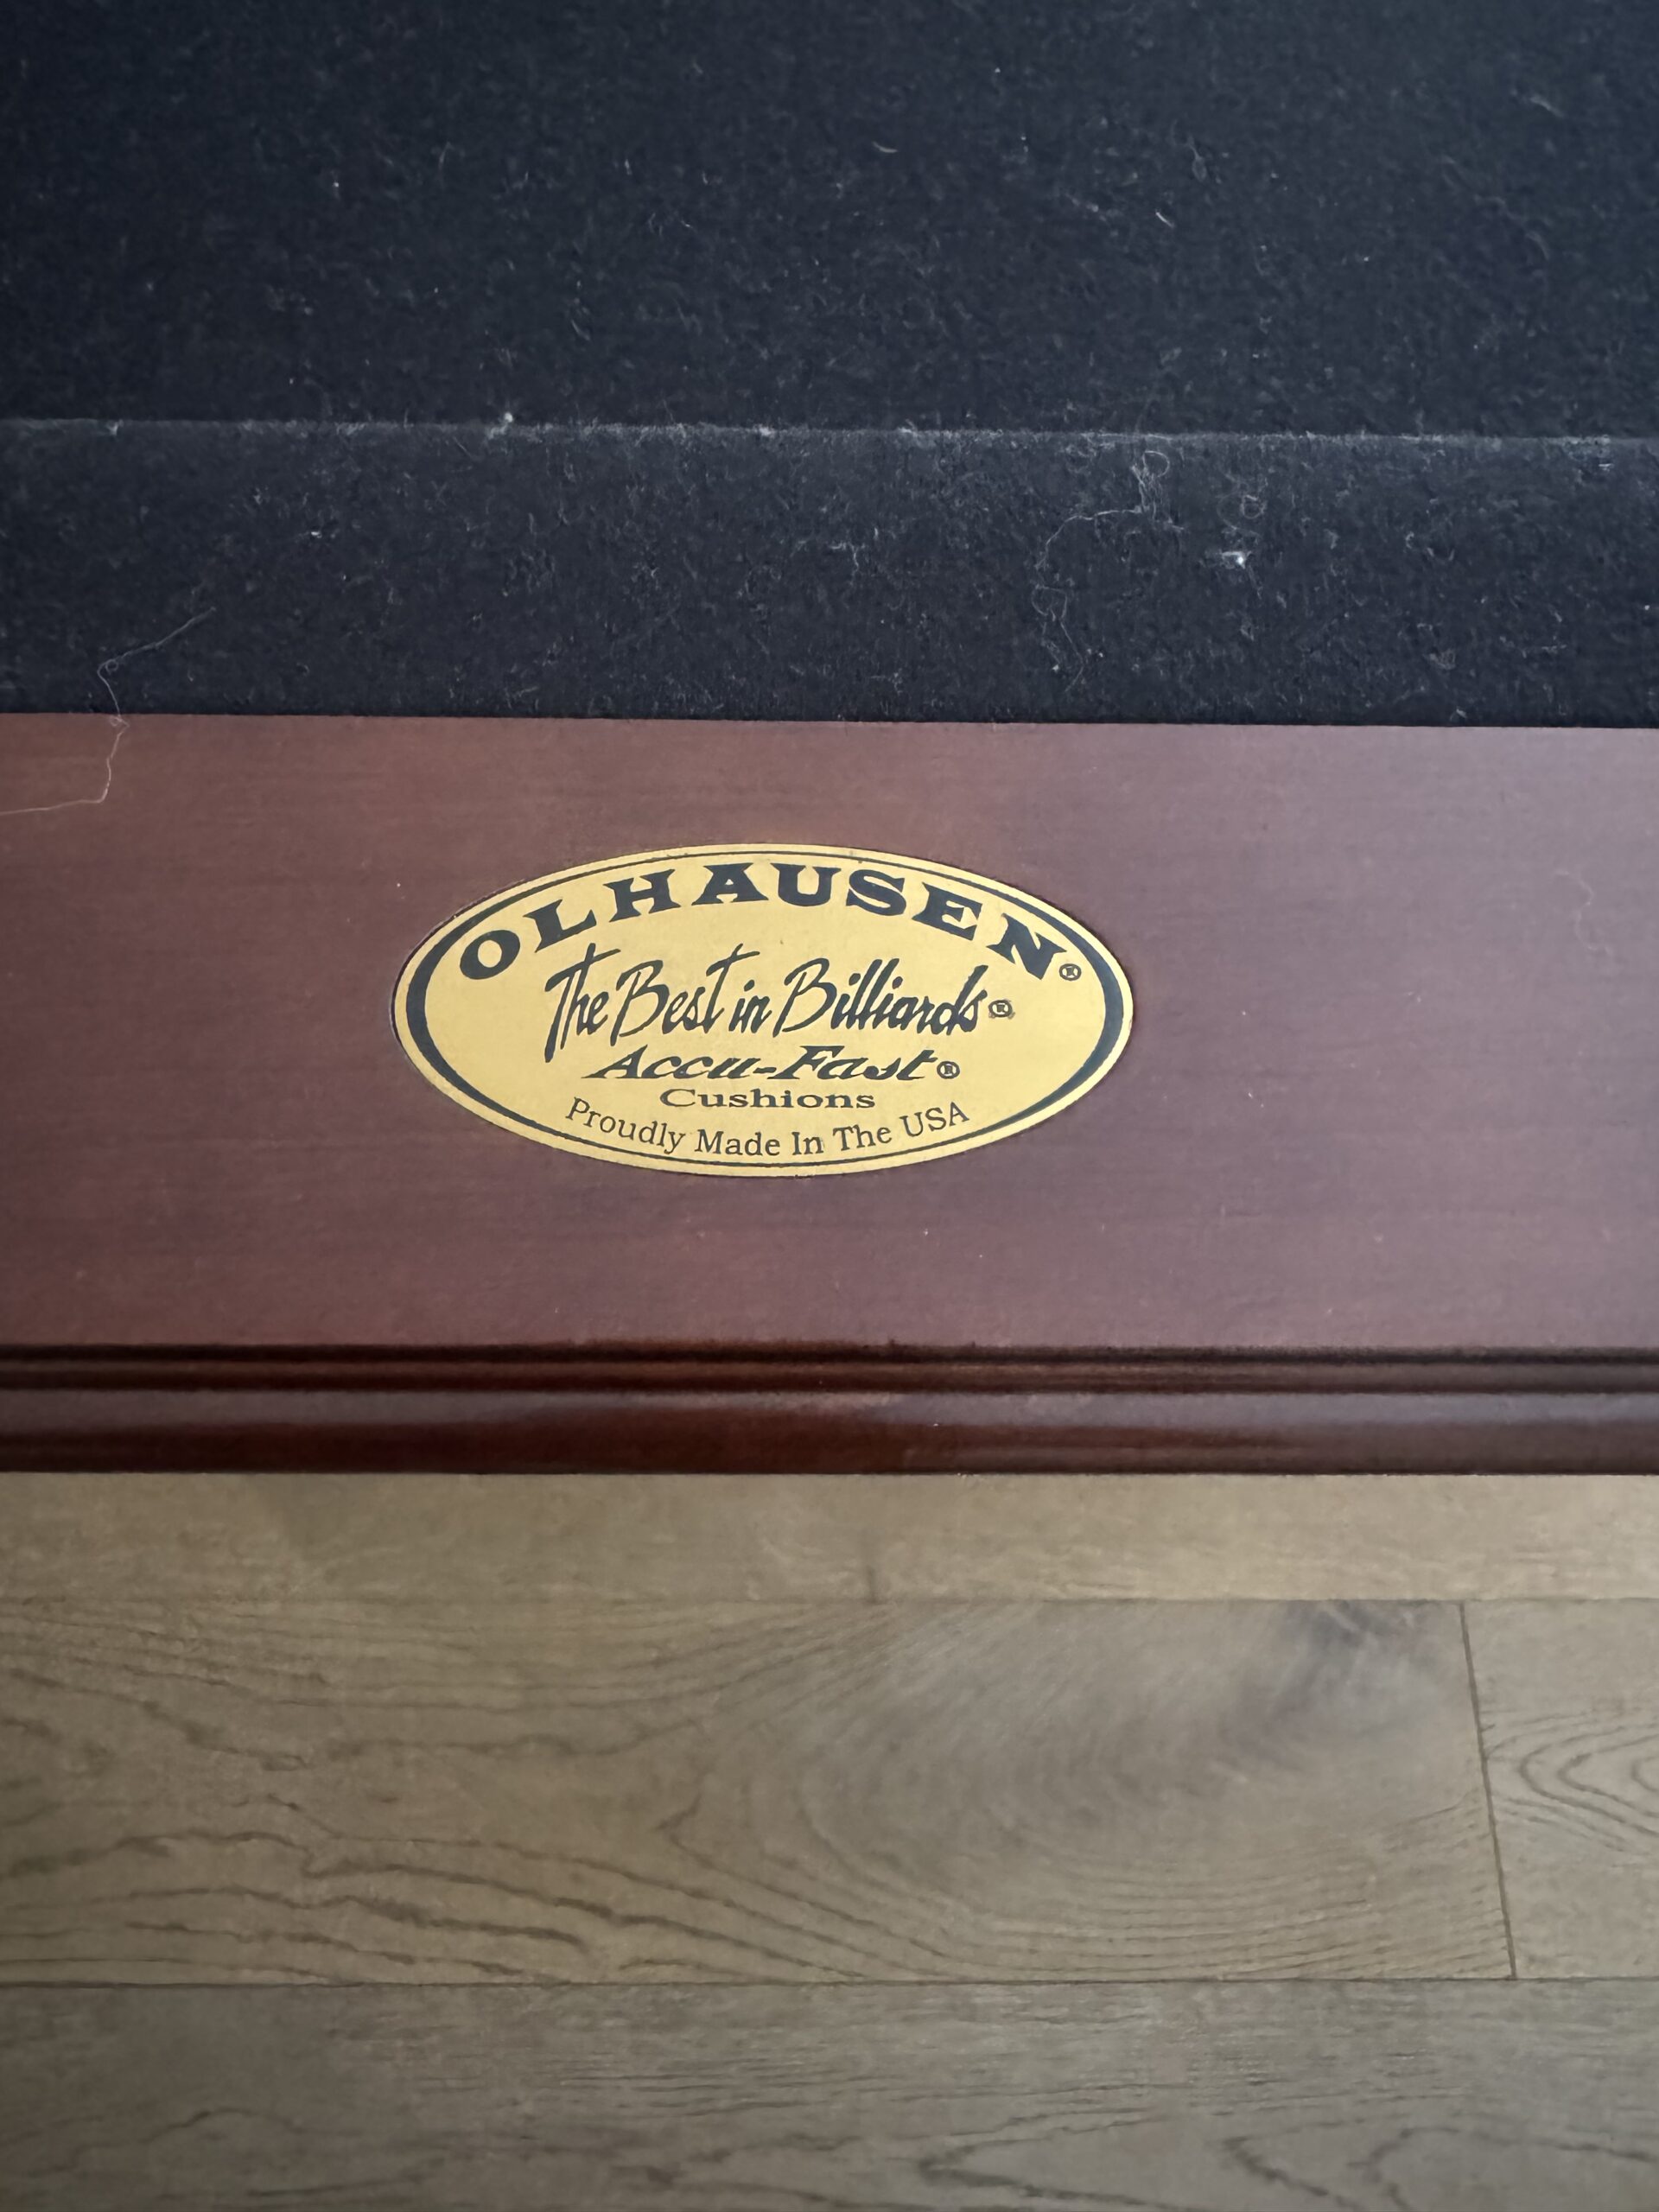 OLHAUSEN®
The Best in Billiards®
Accu-Fast®
Cushions
Proudly Made In The USA